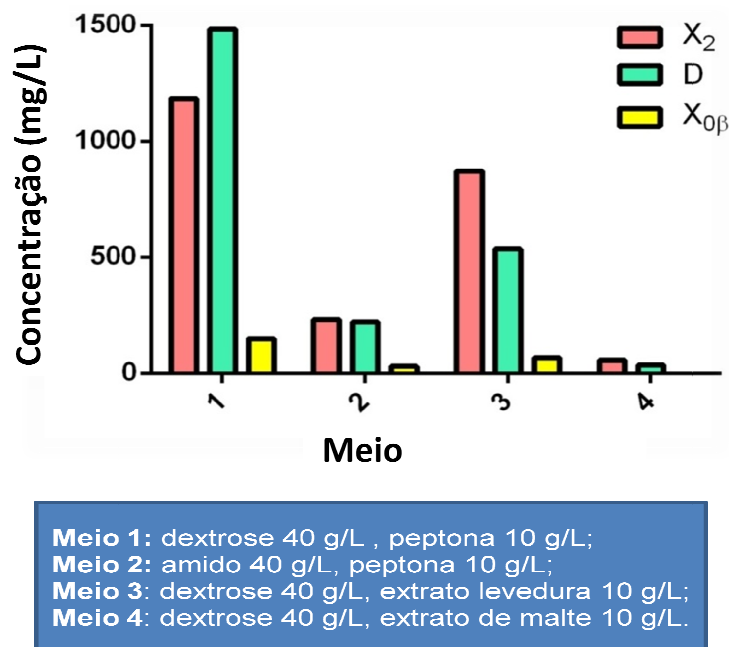 Concentração (mg/L)
1500
1000
500
0
X₂
D
X₀β
1
2
3
4
Meio
Meio 1: dextrose 40 g/L , peptona 10 g/L;
Meio 2: amido 40 g/L, peptona 10 g/L;
Meio 3: dextrose 40 g/L, extrato levedura 10 g/L;
Meio 4: dextrose 40 g/L, extrato de malte 10 g/L.